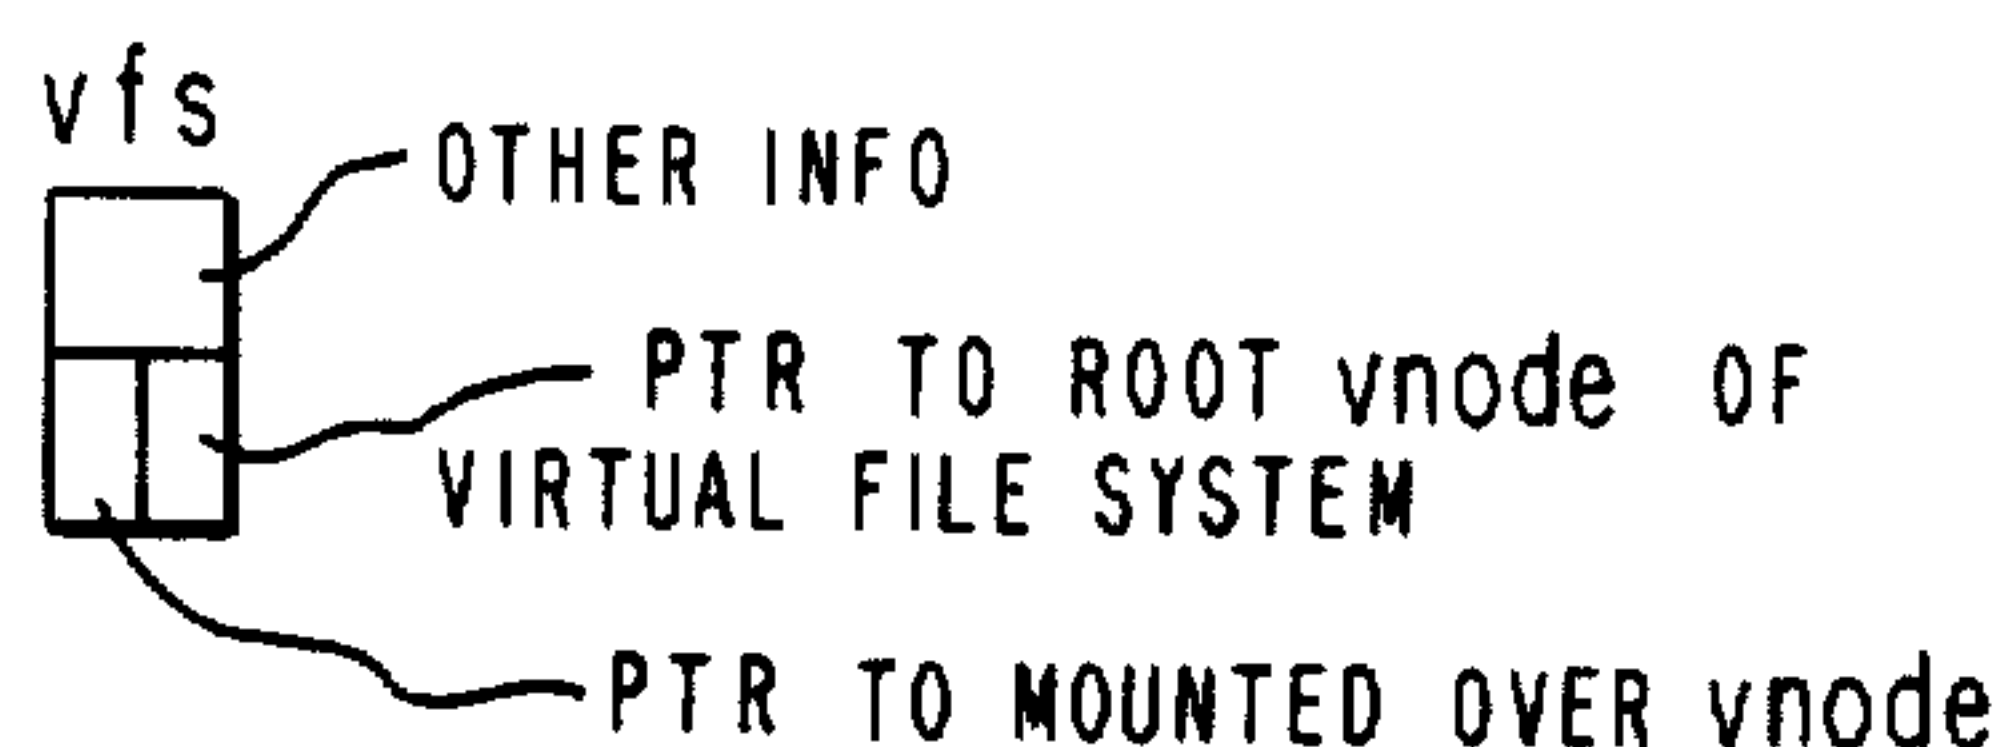 vfs
OTHER INFO
PTR TO ROOT vnode OF
VIRTUAL FILE SYSTEM
PTR TO MOUNTED OVER vnode